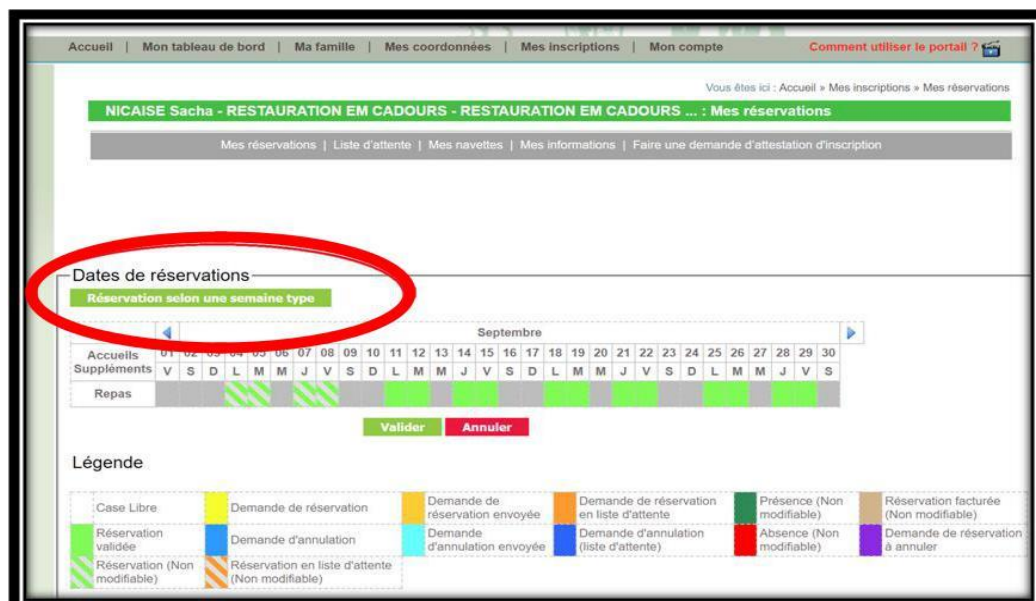 Accueil | Mon tableau de bord | Ma famille | Mes coordonnées | Mes inscriptions | Mon compte Comment utiliser le portail ?
Vous êtes ici : Accueil » Mes inscriptions » Mes réservations
NICAISE Sacha - RESTAURATION EM CADOURS - RESTAURATION EM CADOURS ... : Mes réservations
Mes réservations | Liste d'attente | Mes navettes | Mes informations | Faire une demande d'attestation d'inscription
Dates de réservations
Réservation selon une semaine type
Septembre
Accueils 01 02 03 04 05 06 07 08 09 10 11 12 13 14 15 16 17 18 19 20 21 22 23 24 25 26 27 28 29 30
Suppléments V S D L M M J V S D L M M J V S D L M M J V S D L M M J V S
Repas
Valider Annuler
Légende
Case Libre
Demande de réservation
Demande de
réservation envoyée
Demande de réservation
en liste d'attente
Présence (Non
modifiable)
Réservation facturée
(Non modifiable)
Réservation
validée
Demande d'annulation
Demande
d'annulation envoyée
Demande d'annulation
(liste d'attente)
Absence (Non
modifiable)
Demande de réservation
à annuler
Réservation (Non
modifiable)
Réservation en liste d'attente
(Non modifiable)